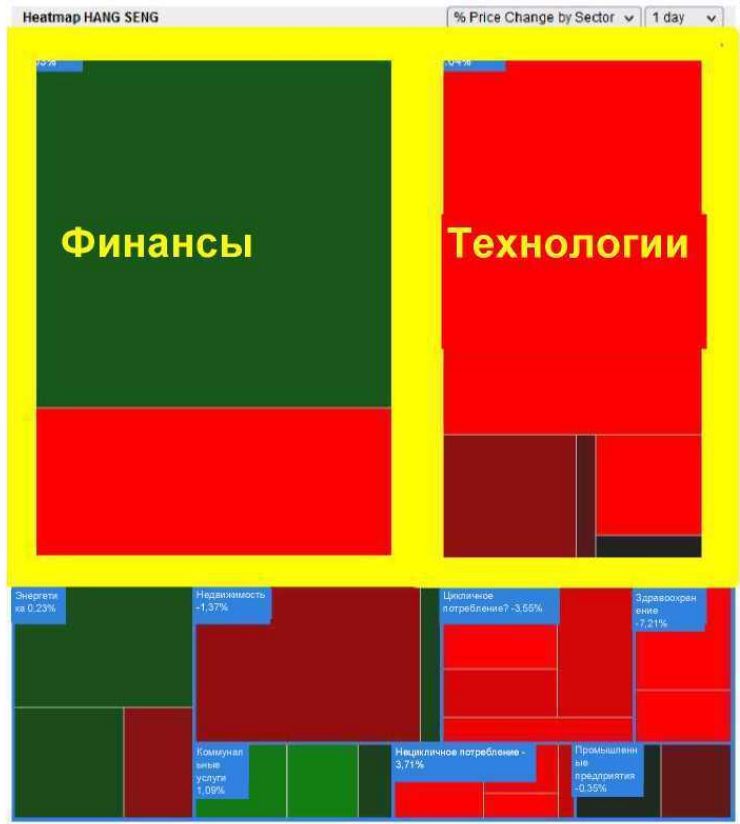 Heatmap HANG SENG
% Price Change by Sector
1 day
Финансы
Технологии
Энергети
ка 0,23%
Недвижимость
-1,37%
Цикличное
потребление? -3,55%
Здравоохран
ение
-7,21%
Коммунал
ьные
услуги
1,09%
Нецикличное потребление -
3,71%
Промышленн
ые
предприятия
-0,35%